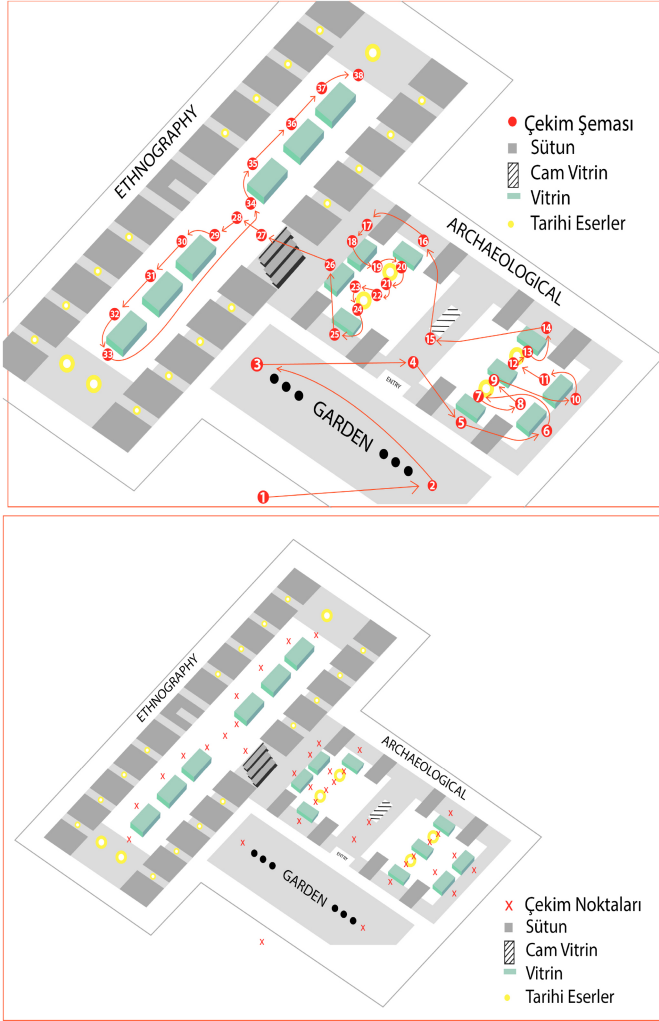 ETHNOGRAPHY
ARCHAEOLOGICAL
GARDEN
ENTRY
1
2
3
4
5
6
7
8
9
10
11
12
13
14
15
16
17
18
19
20
21
22
23
24
25
26
27
28
29
30
31
32
33
34
35
36
37
38
Çekim Şeması
Sütun
Cam Vitrin
Vitrin
Tarihi Eserler
ETHNOGRAPHY
ARCHAEOLOGICAL
GARDEN
ENTRY
X Çekim Noktaları
Sütun
Cam Vitrin
Vitrin
Tarihi Eserler